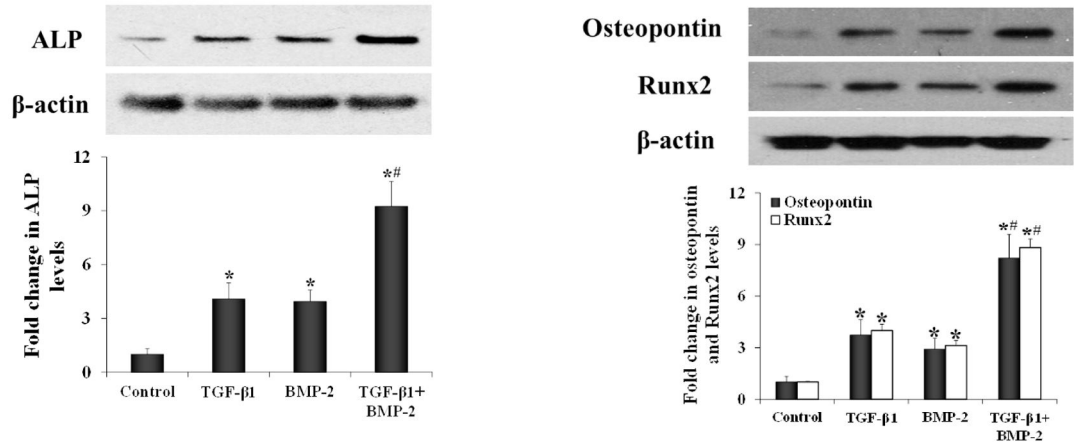 ALP
β-actin
12
9
6
3
0
Fold change in ALP
levels
*
*
*#
Control
TGF-β1
BMP-2
TGF-β1+
BMP-2
Osteopontin
Runx2
β-actin
12
9
6
3
0
Fold change in osteopontin
and Runx2 levels
Osteopontin
Runx2
* *
* *
*# *#
Control
TGF-β1
BMP-2
TGF-β1+
BMP-2